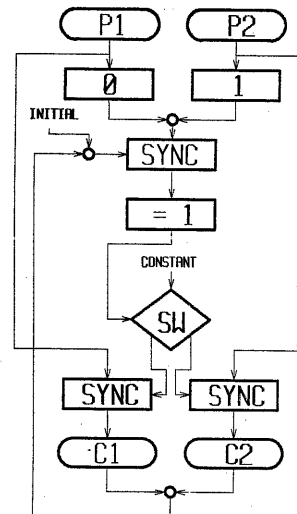 P1 P2
0 1
INITIAL
SYNC
= 1
CONSTANT
SW
SYNC SYNC
C1 C2